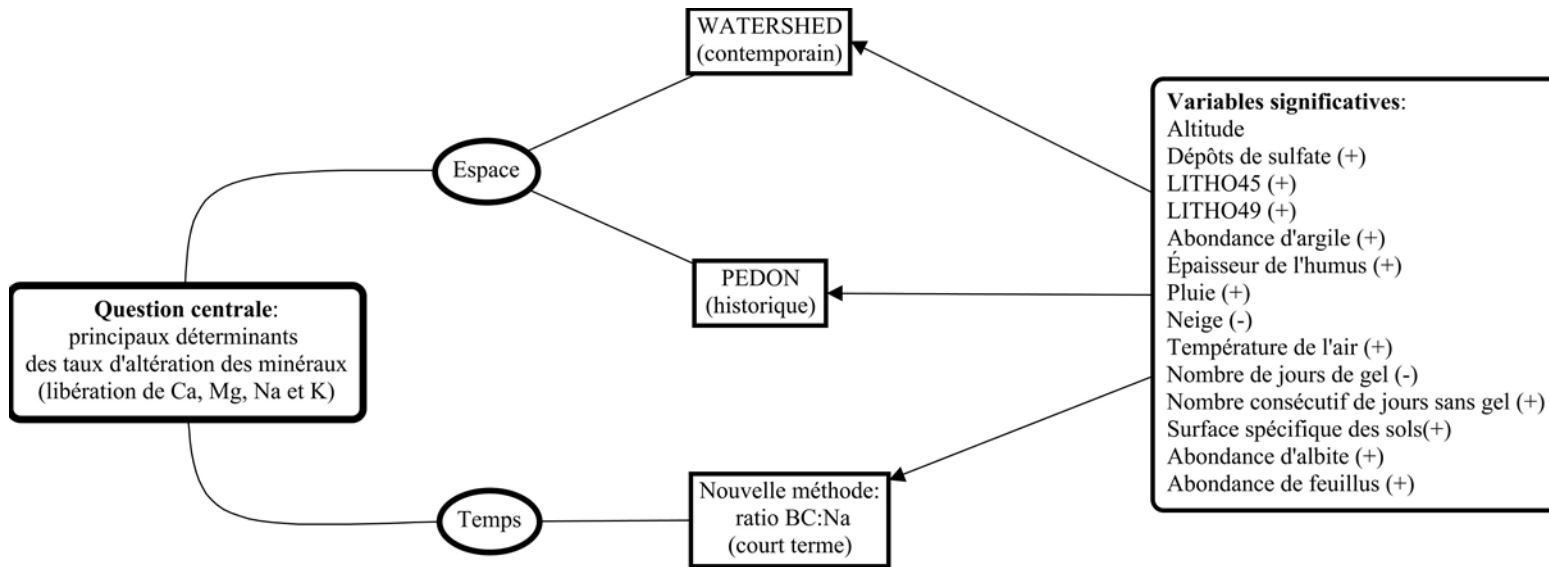 WATERSHED
(contemporain)
Espace
PEDON
(historique)
Question centrale:
principaux déterminants
des taux d'altération des minéraux
(libération de Ca, Mg, Na et K)
Temps
Nouvelle méthode:
ratio BC:Na
(court terme)
Variables significatives:
Altitude
Dépôts de sulfate (+)
LITHO45 (+)
LITHO49 (+)
Abondance d'argile (+)
Épaisseur de l'humus (+)
Pluie (+)
Neige (-)
Température de l'air (+)
Nombre de jours de gel (-)
Nombre consécutif de jours sans gel (+)
Surface spécifique des sols(+)
Abondance d'albite (+)
Abondance de feuillus (+)